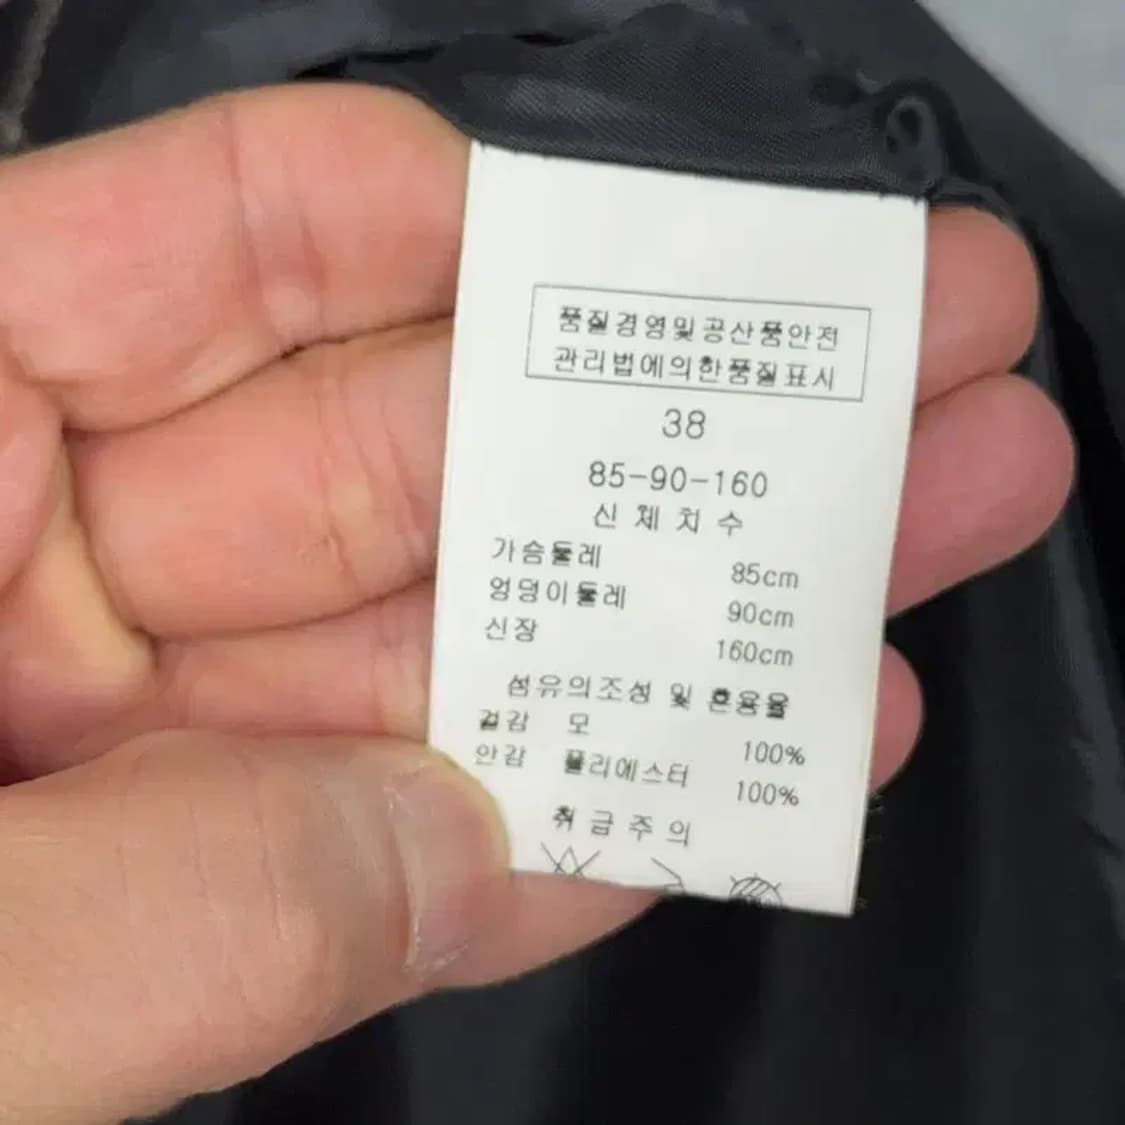 품질경영및공산품안전
관리법에의한품질표시
38
85-90-160
신체치수
가슴둘레 85cm
엉덩이둘레 90cm
신장 160cm
섬유의조성 및 혼용율
겉감 모 100%
안감 폴리에스터 100%
취급주의